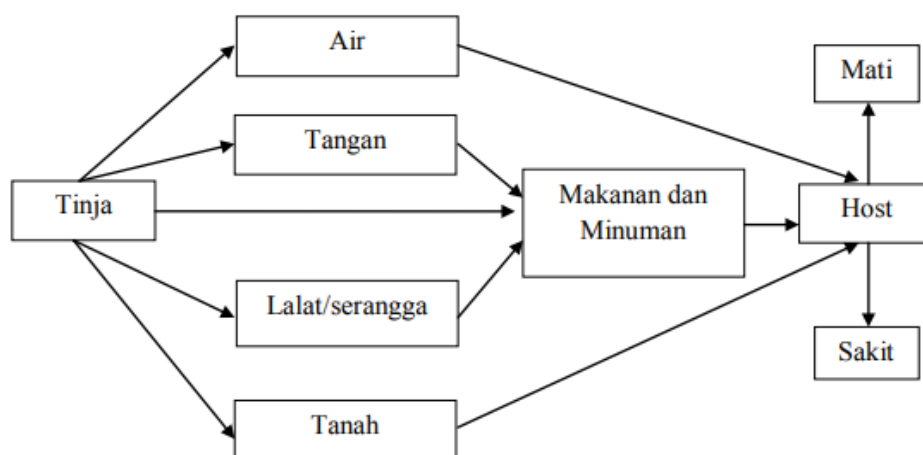 Air
Mati
Tangan
Tinja
Makanan dan
Minuman
Host
Lalat/serangga
Sakit
Tanah